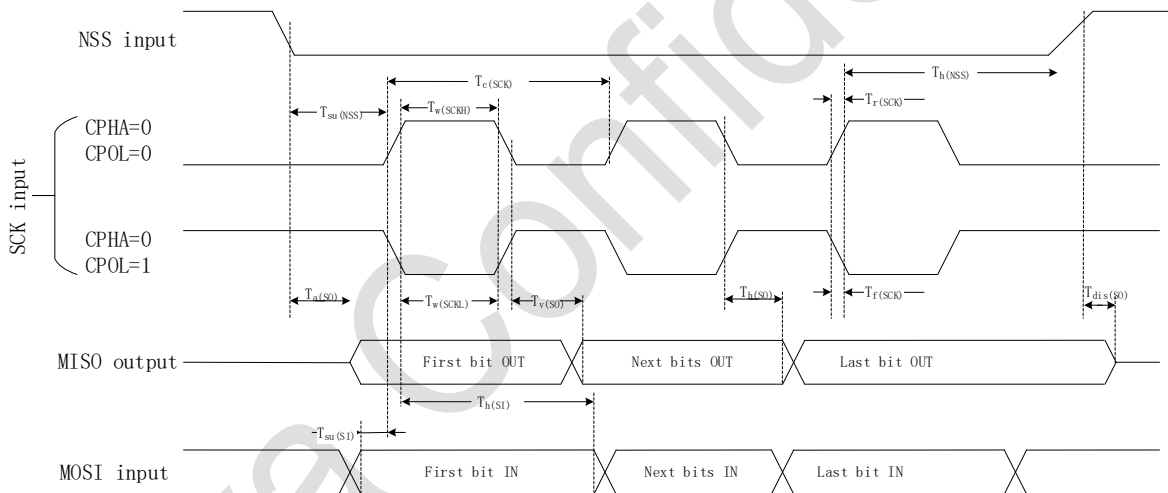 NSS input
Tc(SCK)
Th(NSS)
Tsu(NSS)
Tw(SCKH)
Tr(SCK)
CPHA=0
CPOL=0
SCK input
CPHA=0
CPOL=1
Ta(SO)
Tw(SCKL)
Tv(SO)
Th(SO)
Tf(SCK)
Tdis(SO)
MISO output
First bit OUT
Next bits OUT
Last bit OUT
Th(SI)
Tsu(SI)
MOSI input
First bit IN
Next bits IN
Last bit IN